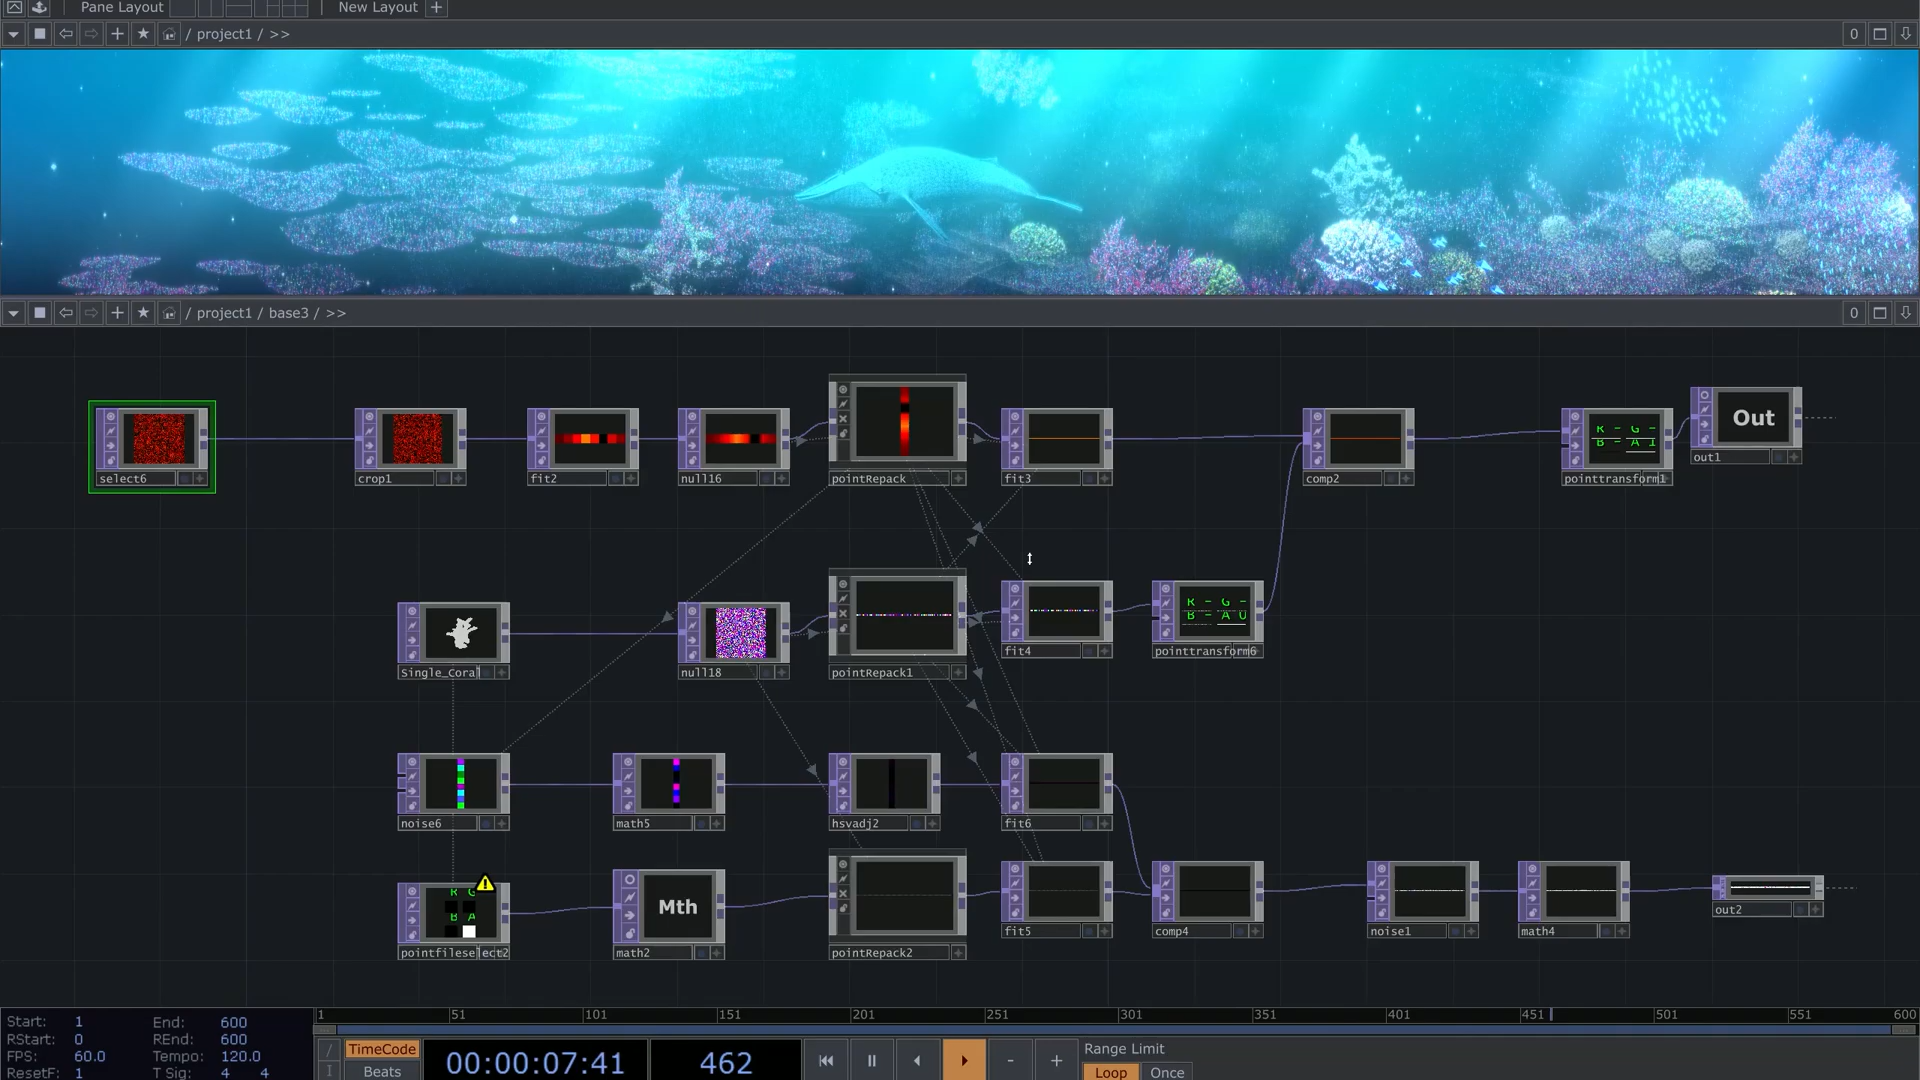 Pane Layout New Layout +
/ project1 / >> 0
/ project1 / base3 / >> 0
select6
crop1
fit2
null16
pointRepack
fit3
comp2
R - G -
B - A 1
pointtransform1
Out
out1
Single_Coral
null18
pointRepack1
fit4
R - G -
B - A 0
pointtransform6
noise6
math5
hsvadj2
fit6
R G
B A
pointfileselect2
Mth
math2
pointRepack2
fit5
comp4
noise1
math4
out2
1 51 101 151 201 251 301 351 401 451 501 551 600
Start: 1 End: 600
RStart: 0 REnd: 600
FPS: 60.0 Tempo: 120.0
ResetF: 1 T Sig: 4 4
TimeCode
Beats
00:00:07:41
462
- +
Range Limit
Loop Once